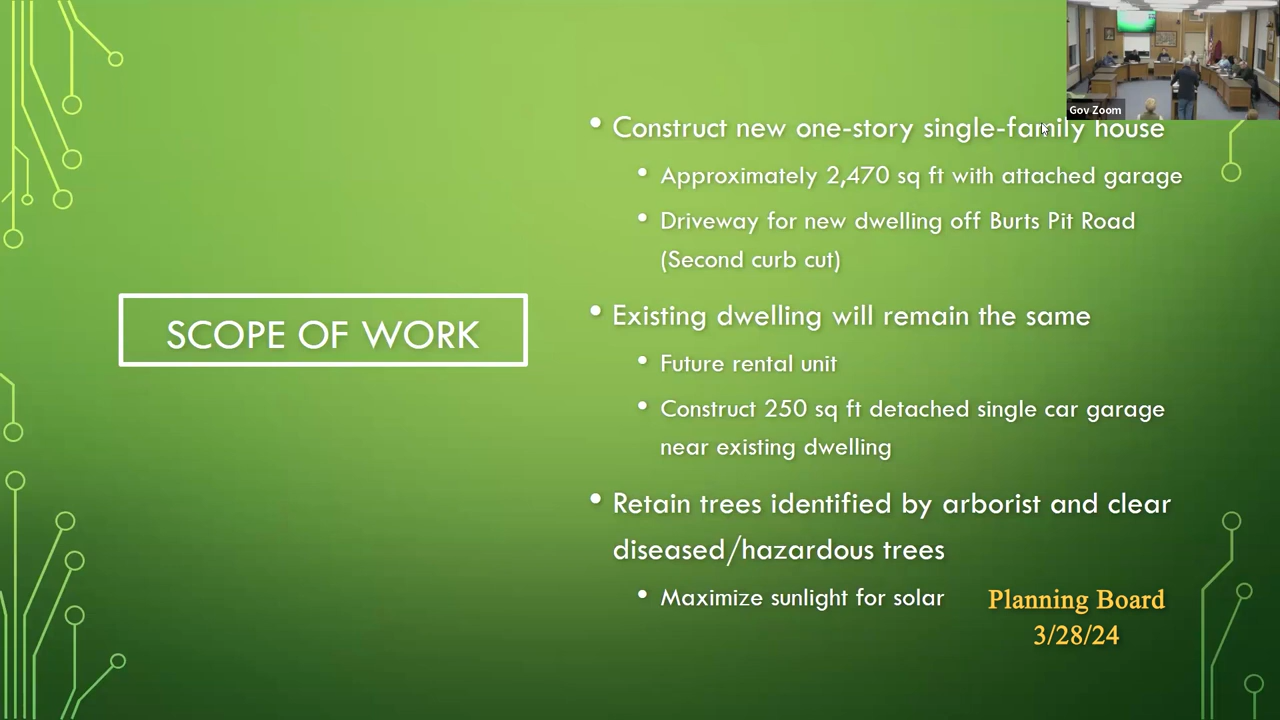 Gov Zoom
SCOPE OF WORK
• Construct new one-story single-family house
• Approximately 2,470 sq ft with attached garage
• Driveway for new dwelling off Burts Pit Road
(Second curb cut)
• Existing dwelling will remain the same
• Future rental unit
• Construct 250 sq ft detached single car garage
near existing dwelling
• Retain trees identified by arborist and clear
diseased/hazardous trees
• Maximize sunlight for solar
Planning Board
3/28/24